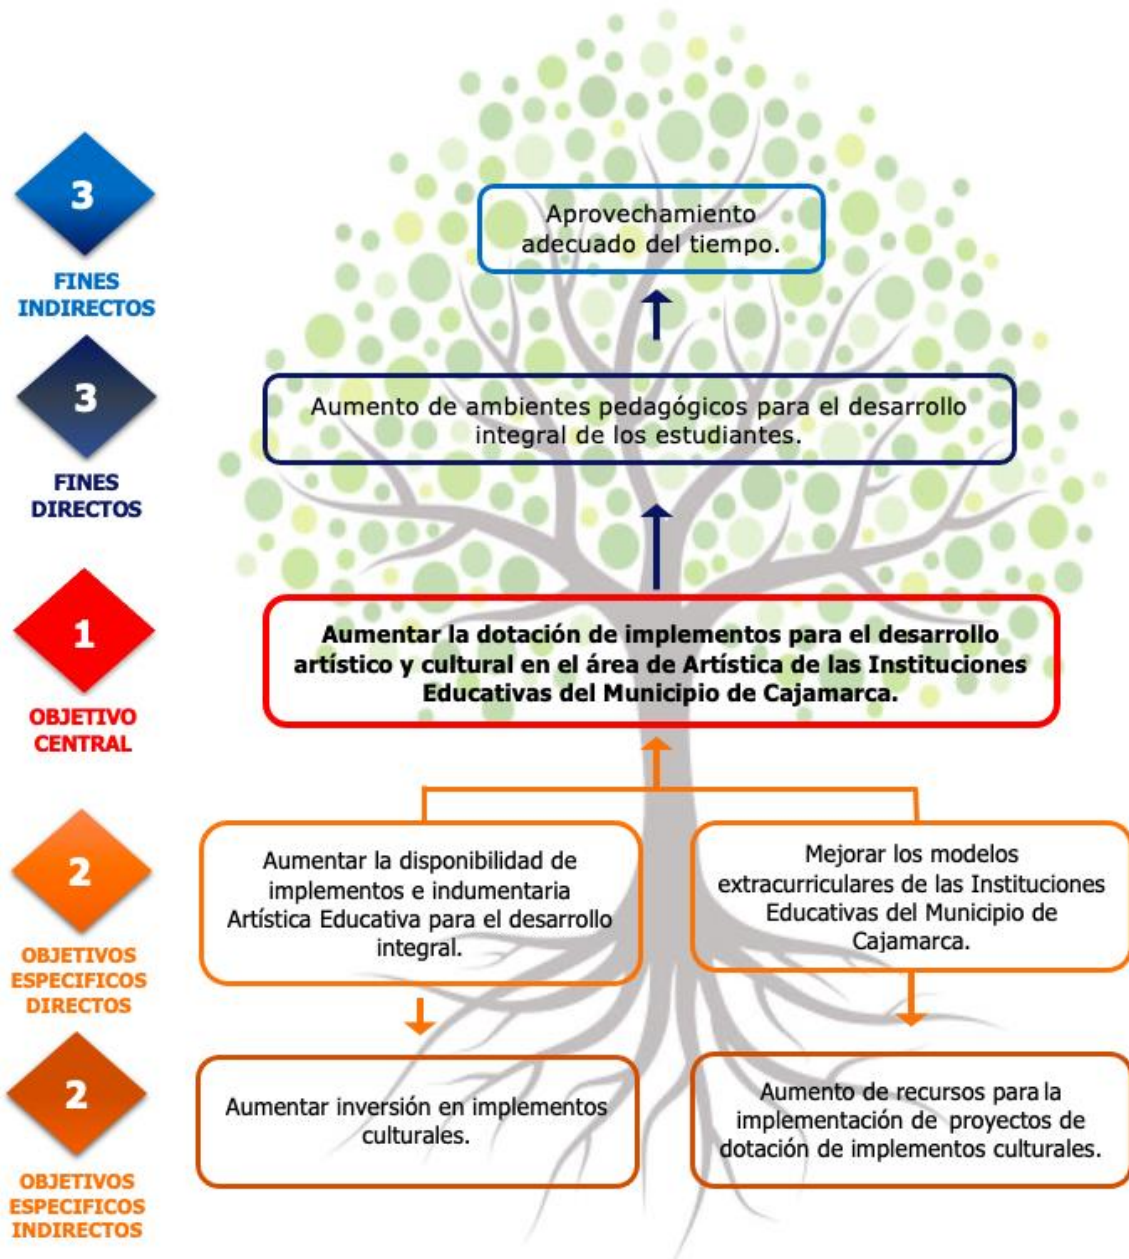 3
FINES
INDIRECTOS
Aprovechamiento
adecuado del tiempo.
3
FINES
DIRECTOS
Aumento de ambientes pedagógicos para el desarrollo
integral de los estudiantes.
1
OBJETIVO
CENTRAL
Aumentar la dotación de implementos para el desarrollo
artístico y cultural en el área de Artística de las Instituciones
Educativas del Municipio de Cajamarca.
2
OBJETIVOS
ESPECIFICOS
DIRECTOS
Aumentar la disponibilidad de
implementos e indumentaria
Artística Educativa para el desarrollo
integral.
Mejorar los modelos
extracurriculares de las Instituciones
Educativas del Municipio de
Cajamarca.
2
OBJETIVOS
ESPECIFICOS
INDIRECTOS
Aumentar inversión en implementos
culturales.
Aumento de recursos para la
implementación de proyectos de
dotación de implementos culturales.